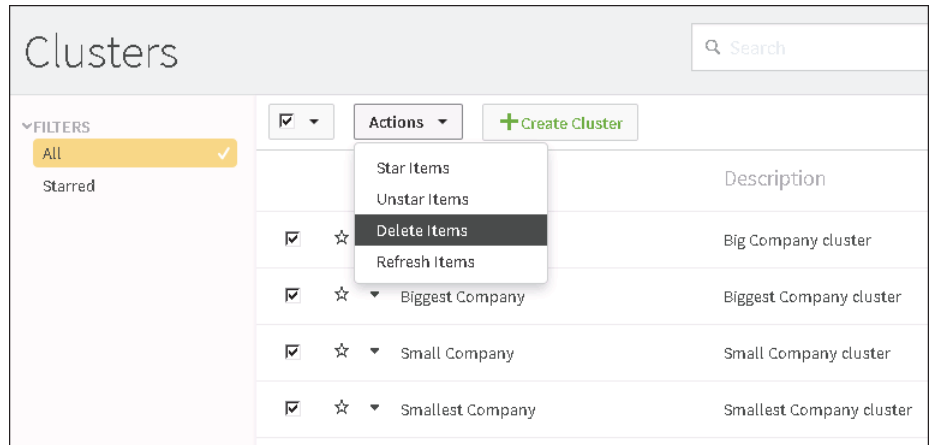 Clusters
Search
FILTERS
All
Starred
Actions
Create Cluster
Star Items
Unstar Items
Delete Items
Refresh Items
Description
Big Company cluster
Biggest Company
Biggest Company cluster
Small Company
Small Company cluster
Smallest Company
Smallest Company cluster